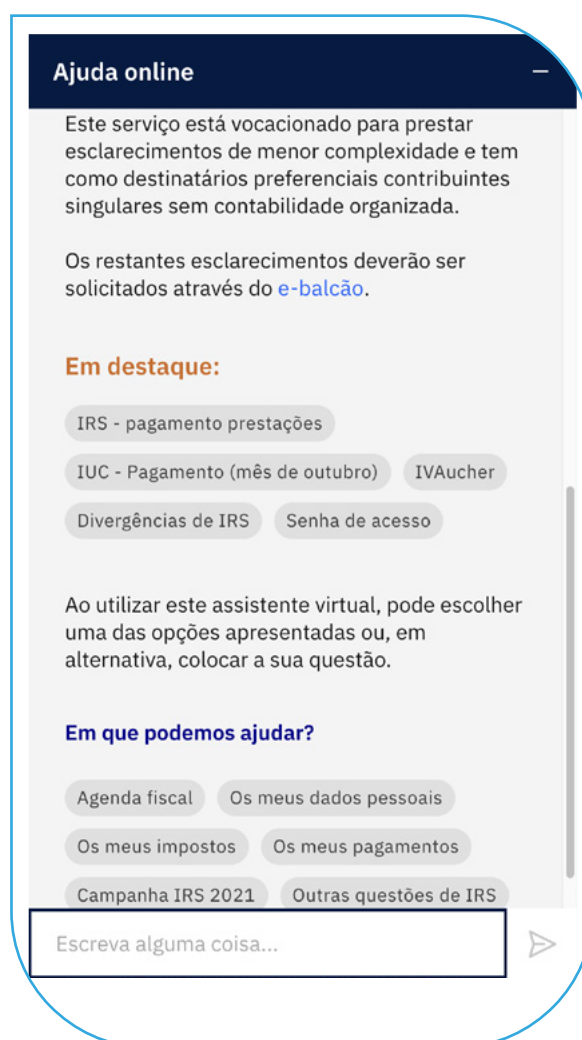 Ajuda online
Este serviço está vocacionado para prestar
esclarecimentos de menor complexidade e tem
como destinatários preferenciais contribuintes
singulares sem contabilidade organizada.
Os restantes esclarecimentos deverão ser
solicitados através do e-balcão.
Em destaque:
IRS - pagamento prestações
IUC - Pagamento (mês de outubro) IVAucher
Divergências de IRS Senha de acesso
Ao utilizar este assistente virtual, pode escolher
uma das opções apresentadas ou, em
alternativa, colocar a sua questão.
Em que podemos ajudar?
Agenda fiscal Os meus dados pessoais
Os meus impostos Os meus pagamentos
Campanha IRS 2021 Outras questões de IRS
Escreva alguma coisa...